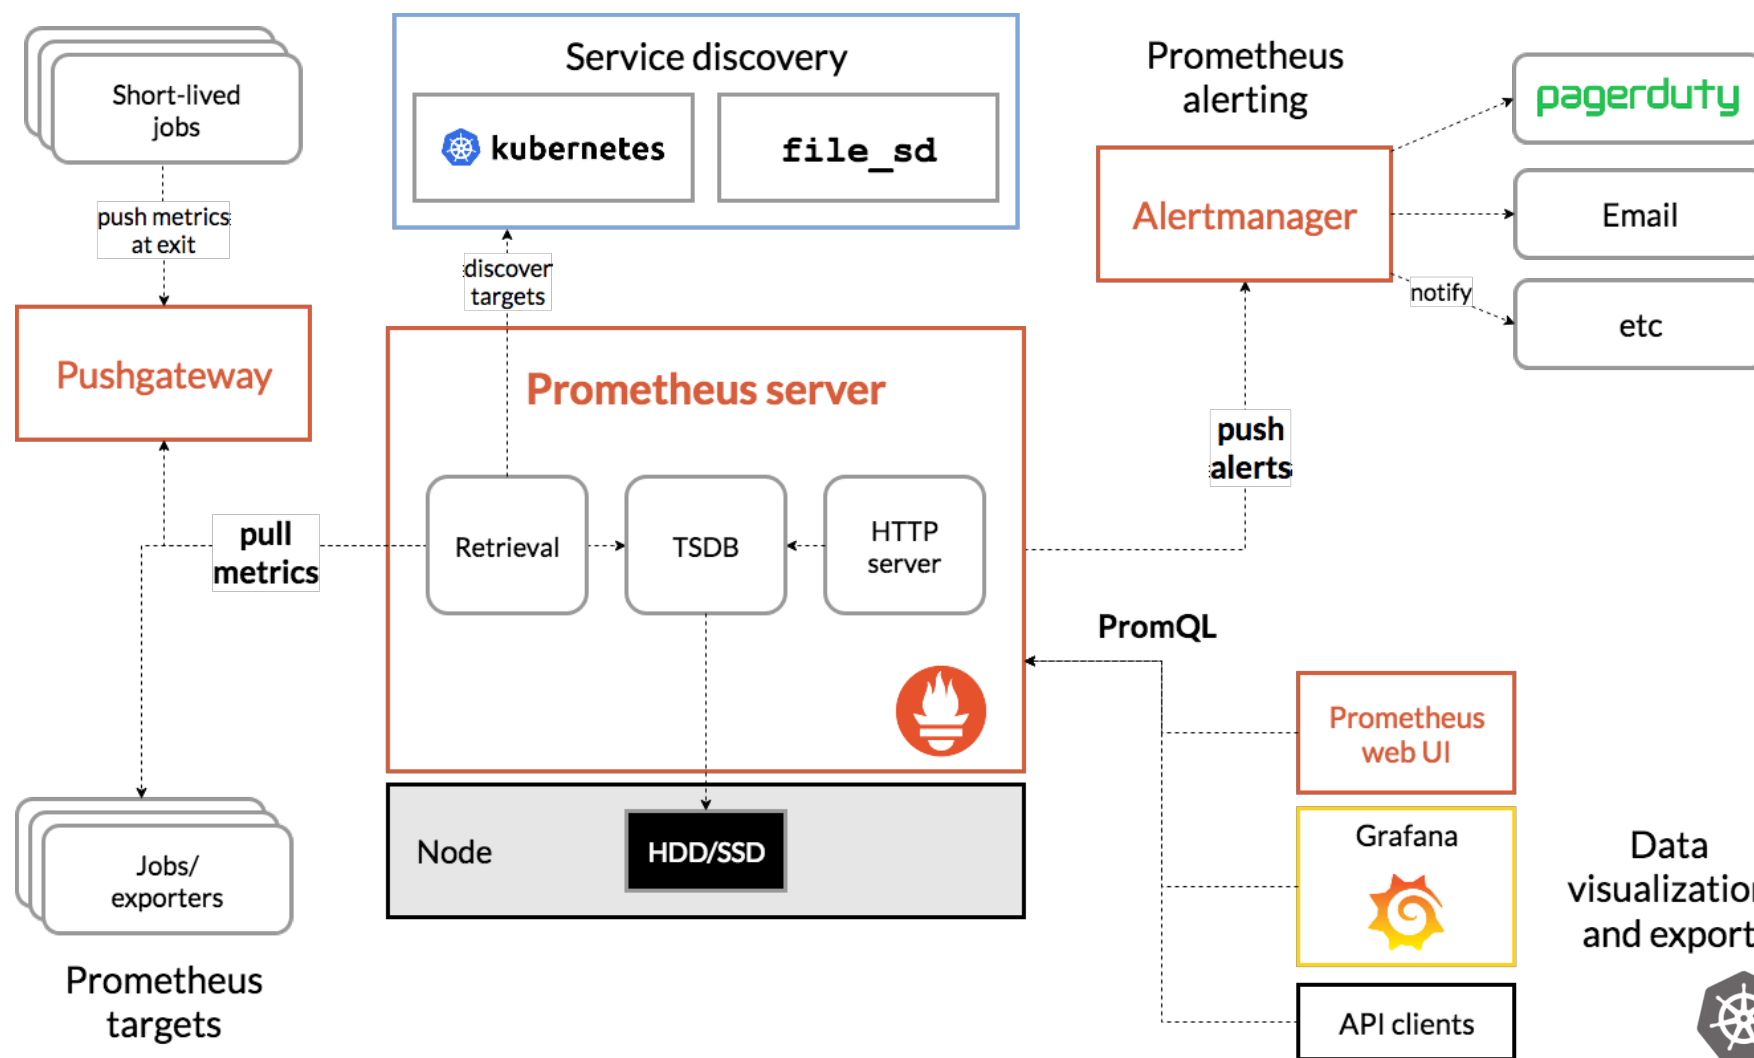 Short-lived
jobs
push metrics
at exit
Pushgateway
pull
metrics
Jobs/
exporters
Prometheus
targets
Service discovery
kubernetes
file_sd
discover
targets
Prometheus server
Retrieval
TSDB
HTTP
server
Node
HDD/SSD
Prometheus
alerting
Alertmanager
pagerduty
Email
notify
etc
push
alerts
PromQL
Prometheus
web UI
Grafana
API clients
Data
visualization
and export